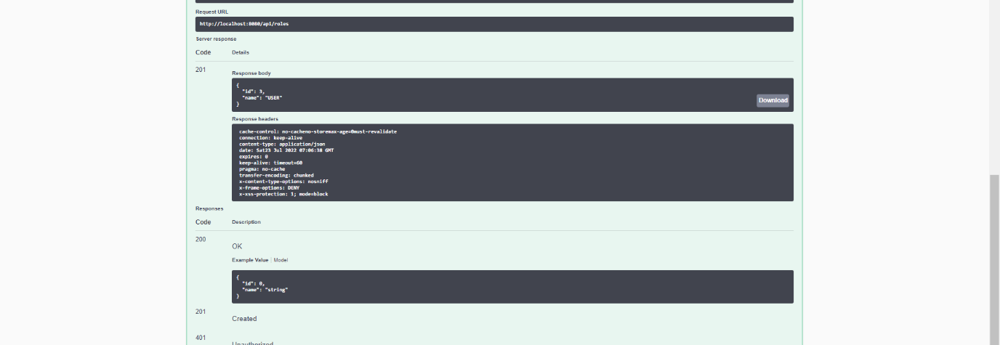 Request URL
http://localhost:8080/api/roles
Server response
Code Details
201
Response body
{
"id": 3,
"name": "USER"
}
Download
Response headers
cache-control: no-cacheno-storemax-age=0must-revalidate
connection: keep-alive
content-type: application/json
date: Sat23 Jul 2022 07:06:38 GMT
expires: 0
keep-alive: timeout=60
pragma: no-cache
transfer-encoding: chunked
x-content-type-options: nosniff
x-frame-options: DENY
x-xss-protection: 1; mode=block
Responses
Code Description
200
OK
Example Value Model
{
"id": 0,
"name": "string"
}
201
Created
401
Unauthorized